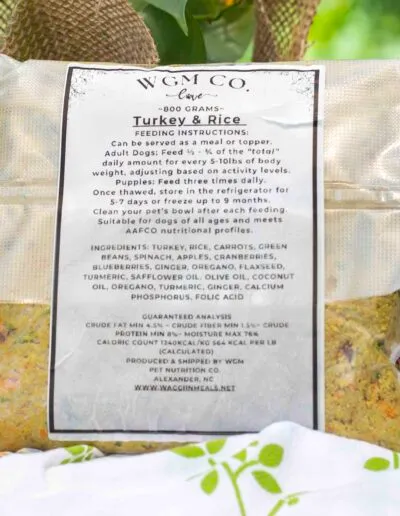 WGM CO.
love
~800 GRAMS~
Turkey & Rice
FEEDING INSTRUCTIONS:
Can be served as a meal or topper.
Adult Dogs: Feed ½ - ¾ of the "total"
daily amount for every 5-10lbs of body
weight, adjusting based on activity levels.
Puppies: Feed three times daily.
Once thawed, store in the refrigerator for
5-7 days or freeze up to 9 months.
Clean your pet's bowl after each feeding.
Suitable for dogs of all ages and meets
AAFCO nutritional profiles.
INGREDIENTS: TURKEY, RICE, CARROTS, GREEN
BEANS, SPINACH, APPLES, CRANBERRIES,
BLUEBERRIES, GINGER, OREGANO, FLAXSEED,
TURMERIC, SAFFLOWER OIL, OLIVE OIL, COCONUT
OIL, OREGANO, TURMERIC, GINGER, CALCIUM
PHOSPHORUS, FOLIC ACID
GUARANTEED ANALYSIS
CRUDE FAT MIN 4.5% ~ CRUDE FIBER MIN 1.5%~ CRUDE
PROTEIN MIN 8%~ MOISTURE MAX 76%
CALORIC COUNT 1240KCAL/KG 564 KCAL PER LB
(CALCULATED)
PRODUCED & SHIPPED BY WGM
PET NUTRITION CO.
ALEXANDER, NC
WWW.WAGGIINMEALS.NET